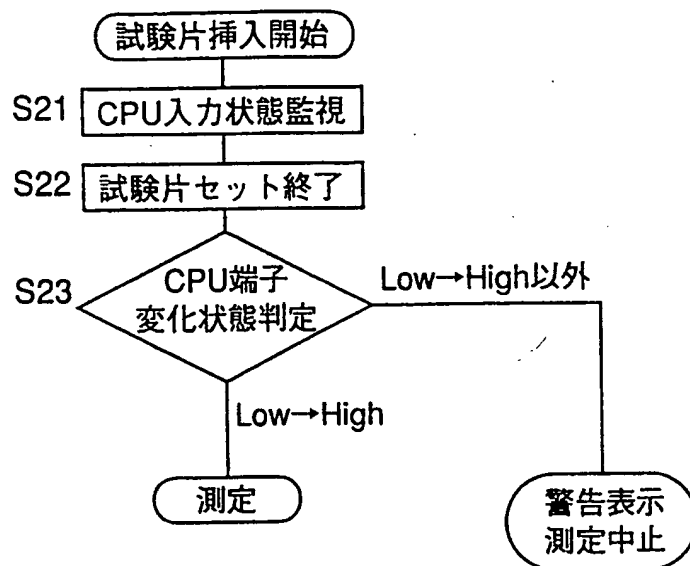 試験片挿入開始
S21 CPU入力状態監視
S22 試験片セット終了
S23 CPU端子
変化状態判定
Low→High以外
Low→High
測定
警告表示
測定中止